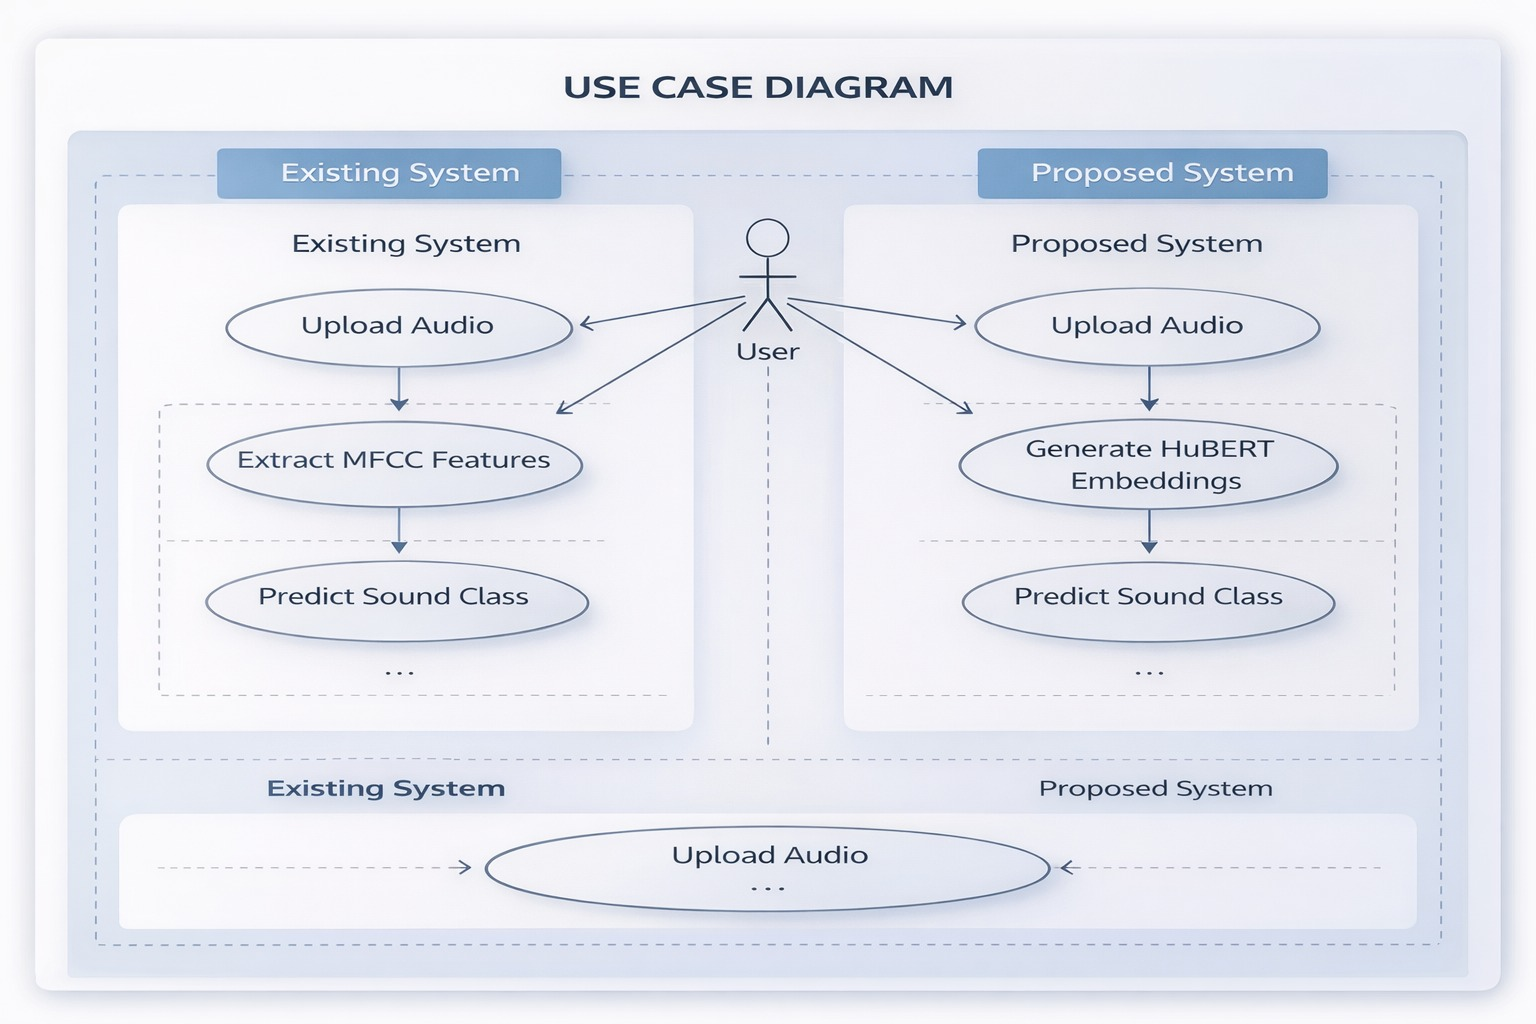 USE CASE DIAGRAM
Existing System
Proposed System
Existing System
Upload Audio
Extract MFCC Features
Predict Sound Class
...
User
Proposed System
Upload Audio
Generate HuBERT
Embeddings
Predict Sound Class
...
Existing System
Proposed System
Upload Audio
...